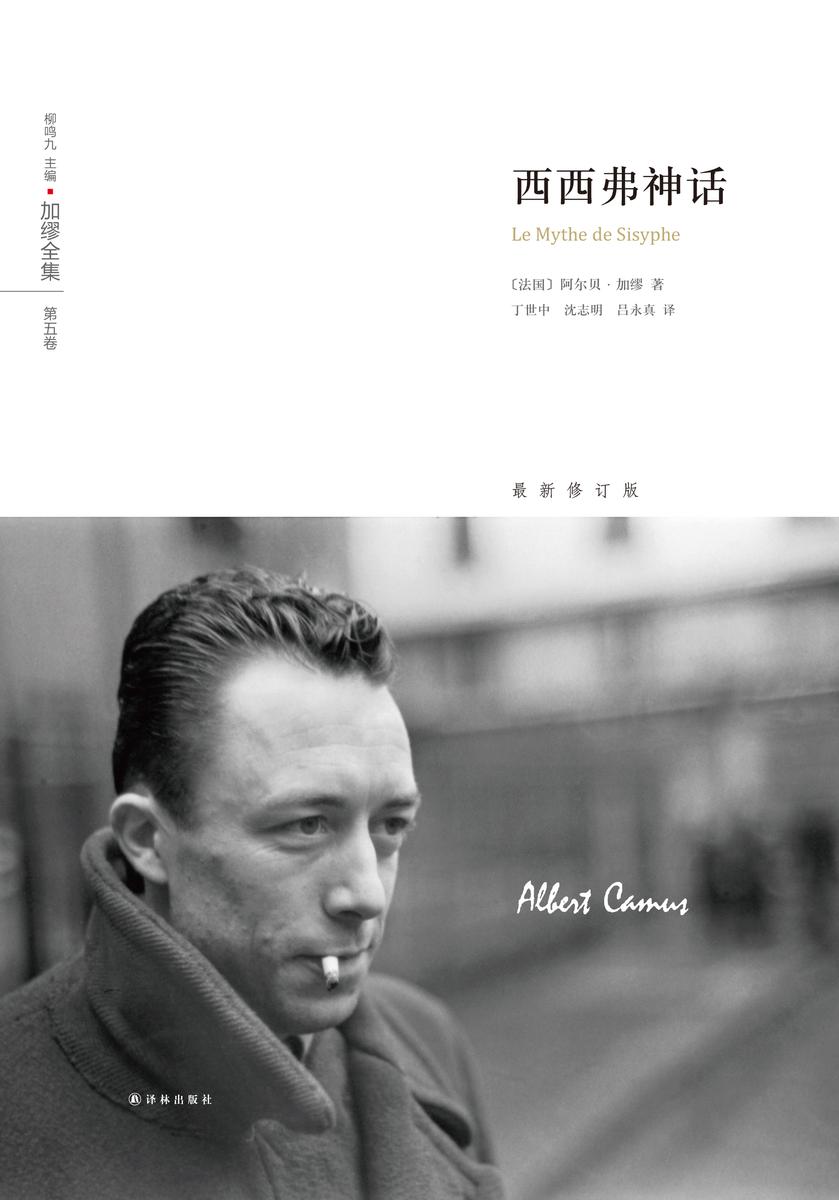 柳鸣九 主编·加缪全集
第五卷
西西弗神话
Le Mythe de Sisyphe
〔法国〕阿尔贝·加缪 著
丁世中 沈志明 吕永真 译
最新修订版
Albert Camus
译林出版社